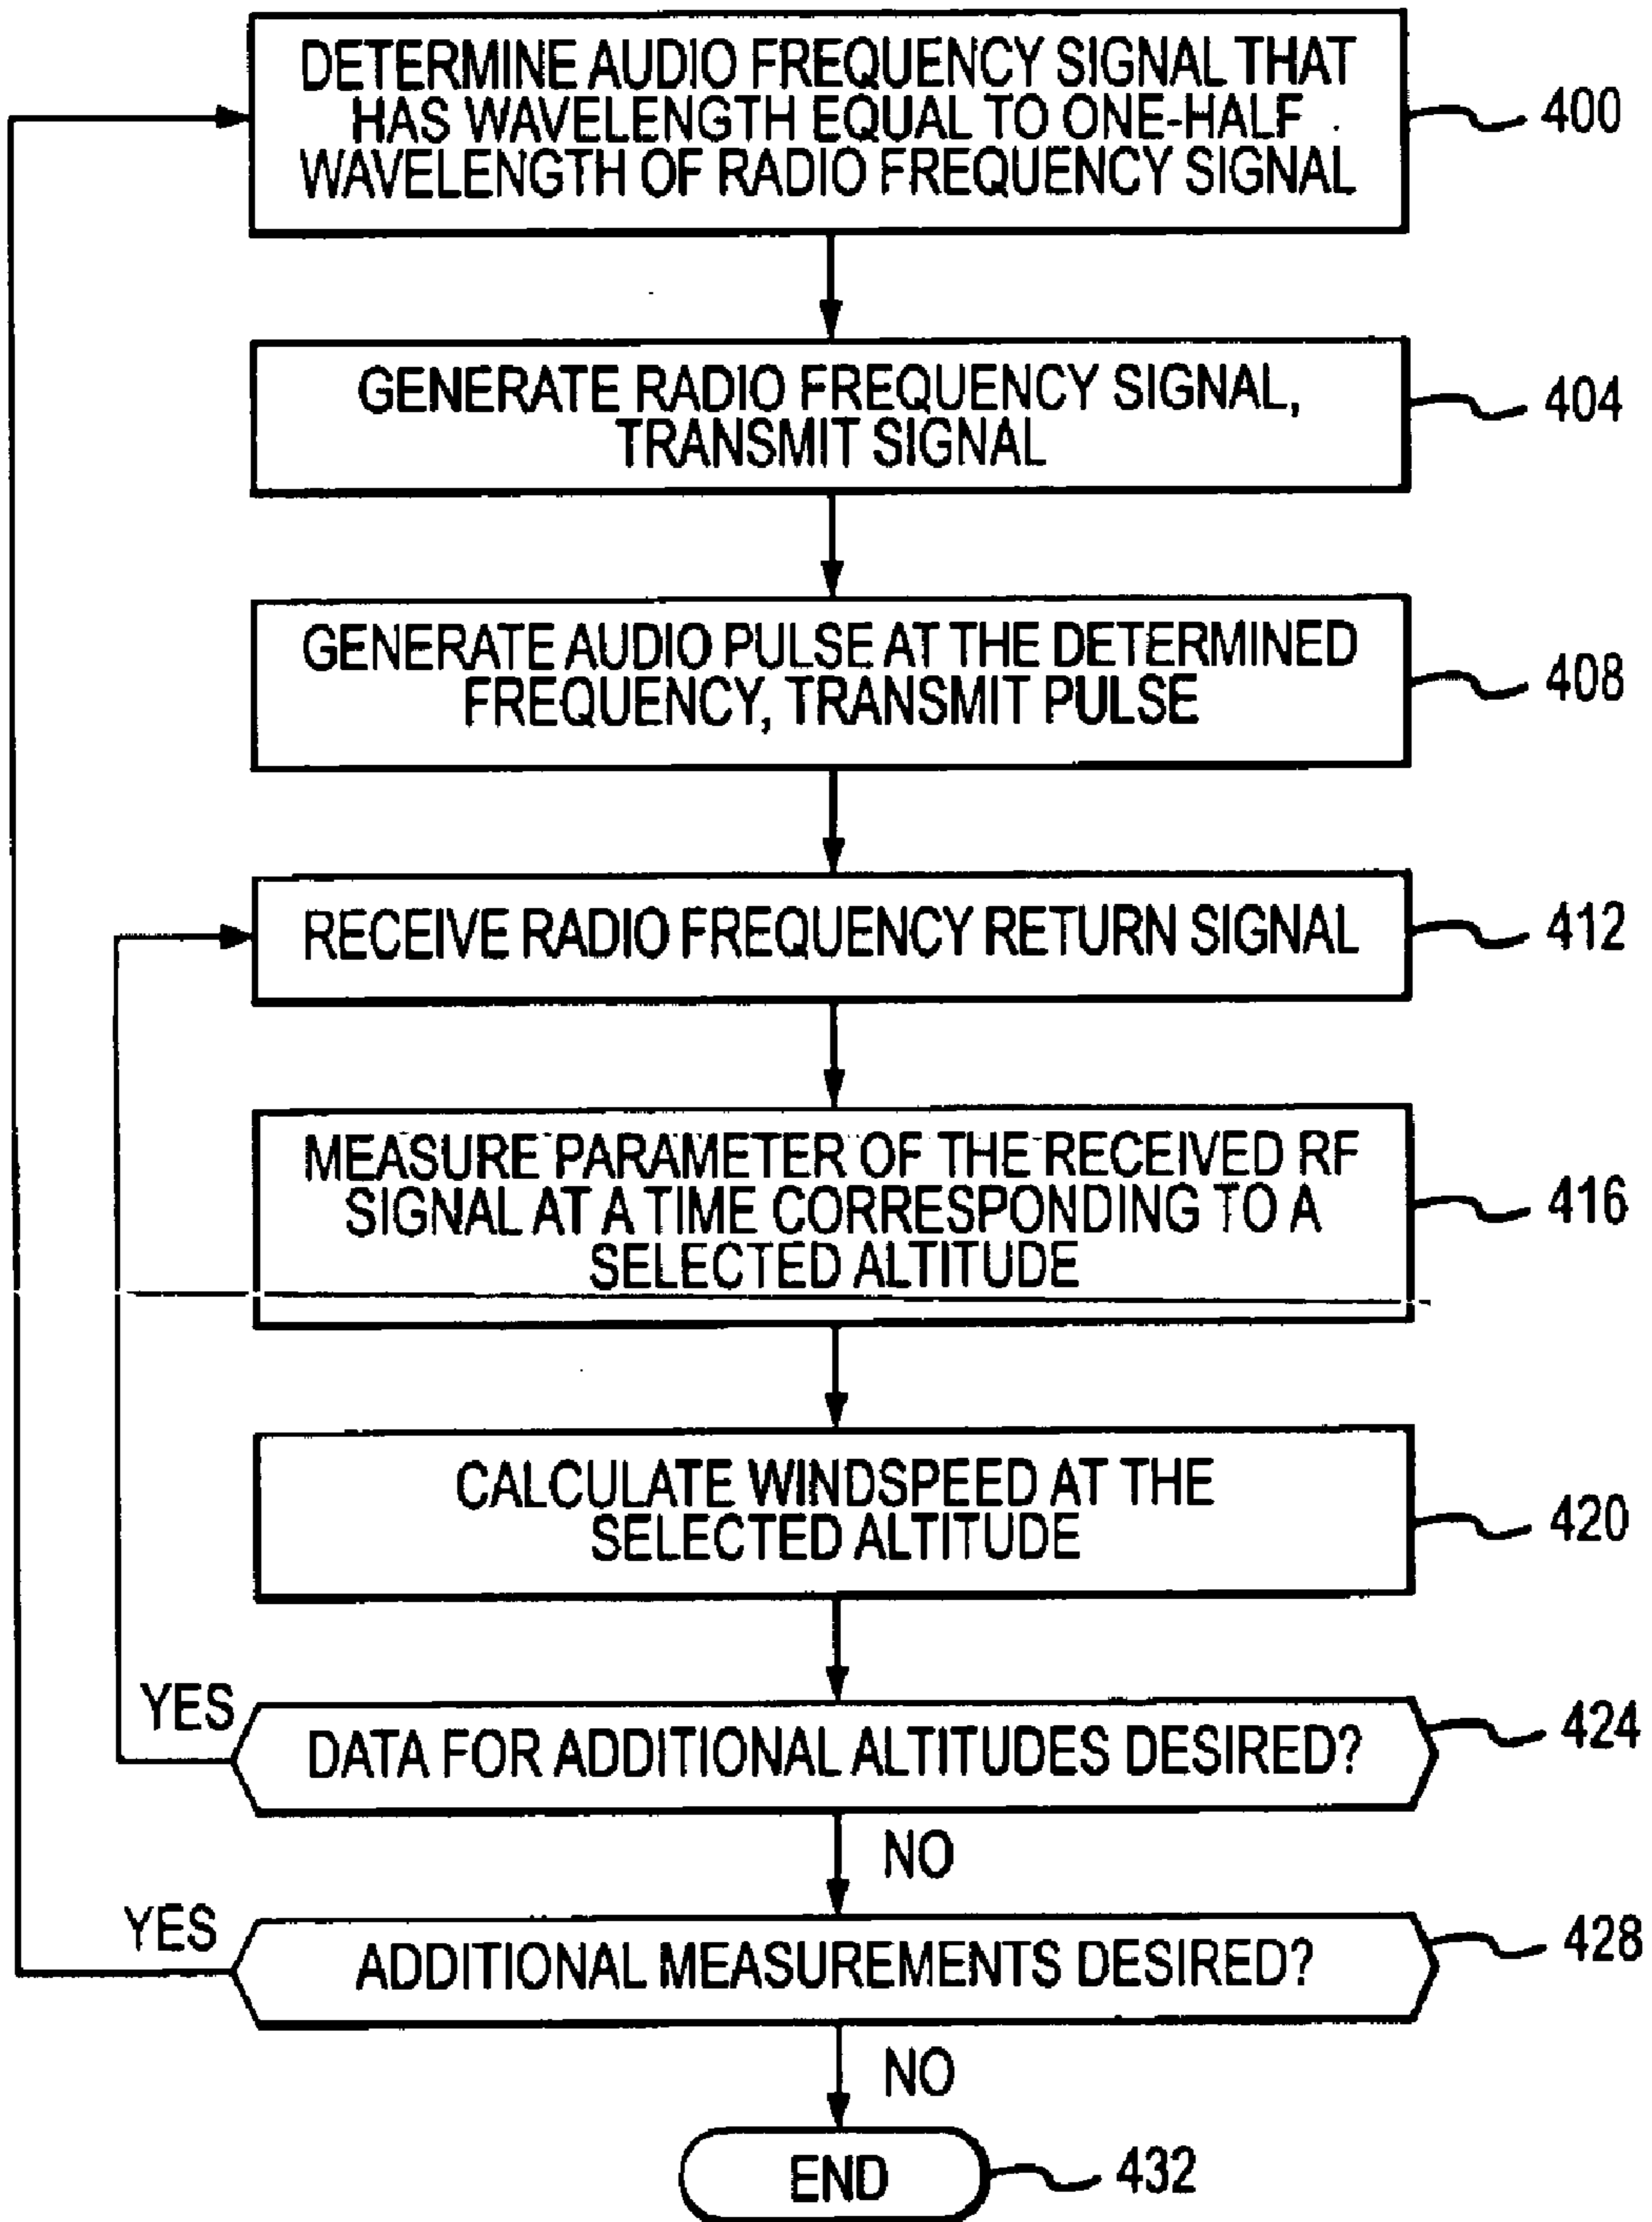 DETERMINE AUDIO FREQUENCY SIGNAL THAT
HAS WAVELENGTH EQUAL TO ONE-HALF
WAVELENGTH OF RADIO FREQUENCY SIGNAL
400
GENERATE RADIO FREQUENCY SIGNAL,
TRANSMIT SIGNAL
404
GENERATE AUDIO PULSE AT THE DETERMINED
FREQUENCY, TRANSMIT PULSE
408
RECEIVE RADIO FREQUENCY RETURN SIGNAL
412
MEASURE PARAMETER OF THE RECEIVED RF
SIGNAL AT A TIME CORRESPONDING TO A
SELECTED ALTITUDE
416
CALCULATE WINDSPEED AT THE
SELECTED ALTITUDE
420
YES
DATA FOR ADDITIONAL ALTITUDES DESIRED?
424
NO
YES
ADDITIONAL MEASUREMENTS DESIRED?
428
NO
END
432